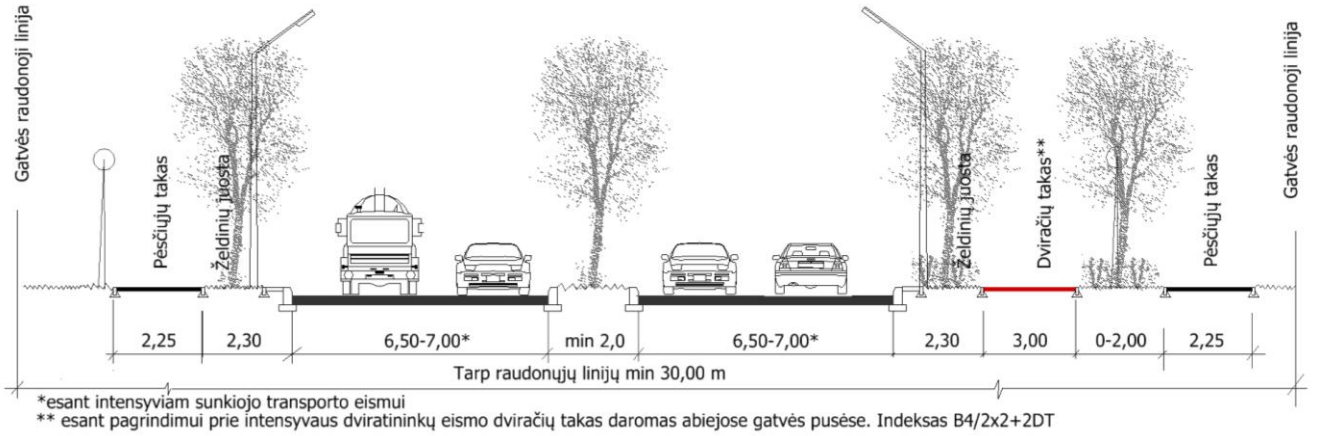 Gatvės raudonoji linija
Pėsčiųjų takas
Želdinių juosta
Želdinių juosta
Dviračių takas**
Pėsčiųjų takas
Gatvės raudonoji linija
2,25
2,30
6,50-7,00*
min 2,0
6,50-7,00*
2,30
3,00
0-2,00
2,25
Tarp raudonųjų linijų min 30,00 m
*esant intensyviam sunkiojo transporto eismui
** esant pagrindimui prie intensyvaus dviratininkų eismo dviračių takas daromas abiejose gatvės pusėse. Indeksas B4/2x2+2DT